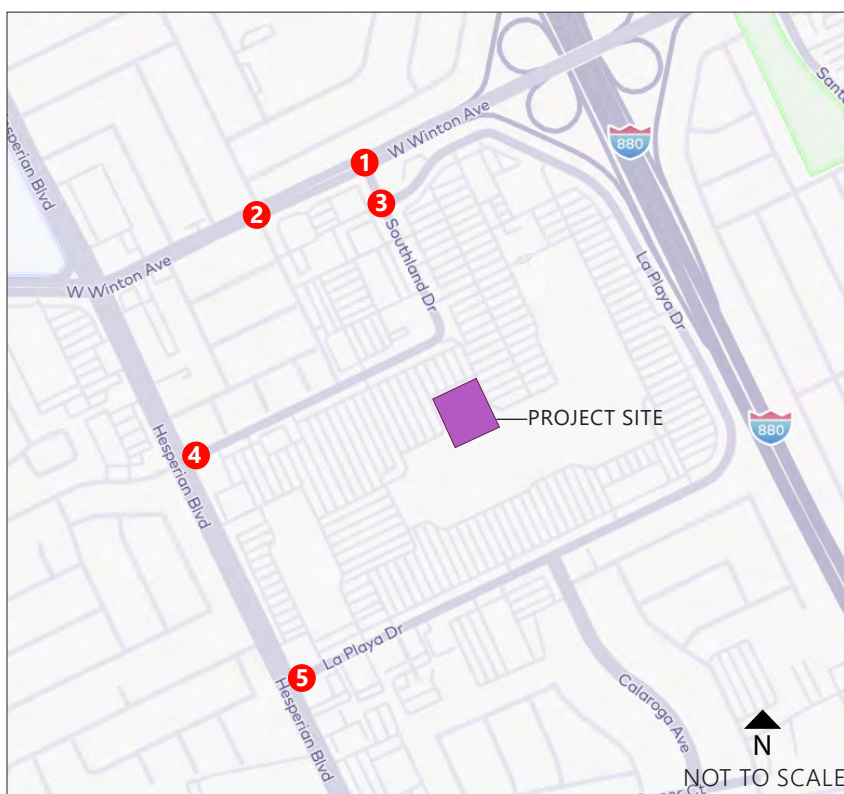 Hesperian Blvd
W Winton Ave
880
1
2
3
Southland Dr
La Playa Dr
W Winton Ave
PROJECT SITE
880
4
Hesperian Blvd
La Playa Dr
5
Hesperian Blvd
Calaroga Ave
N
NOT TO SCALE